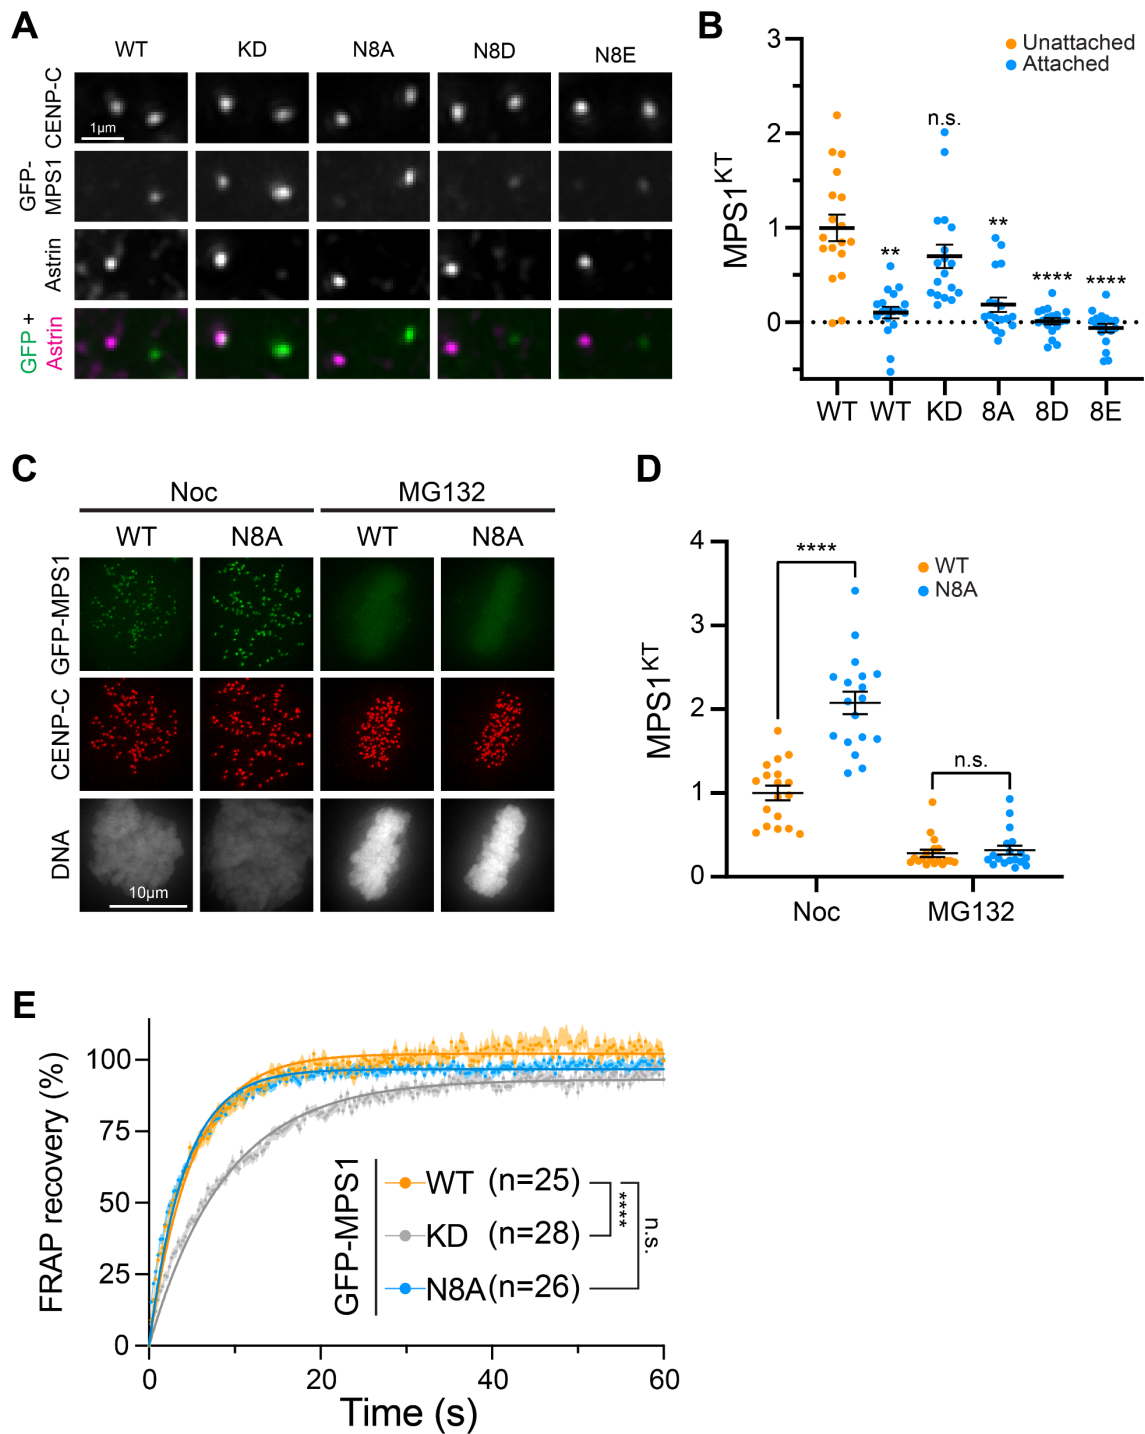 A
WT KD N8A N8D N8E
CENP-C
1μm
GFP-
MPS1
Astrin
GFP +
Astrin
B
Unattached
Attached
MPS1KT
3
2
1
0
n.s.
** ** **** ****
WT WT KD 8A 8D 8E
C
Noc MG132
WT N8A WT N8A
GFP-MPS1
CENP-C
DNA
10μm
D
WT
N8A
MPS1KT
4
3
2
1
0
****
n.s.
Noc MG132
E
FRAP recovery (%)
100
75
50
25
0
GFP-MPS1
WT (n=25)
KD (n=28)
N8A (n=26)
****
n.s.
0 20 40 60
Time (s)